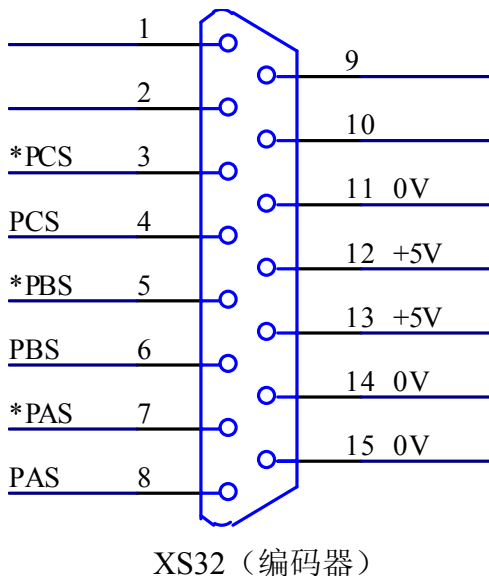 1
9
2
10
*PCS 3
11 0V
PCS 4
12 +5V
*PBS 5
13 +5V
PBS 6
14 0V
*PAS 7
15 0V
PAS 8
XS32（编码器）